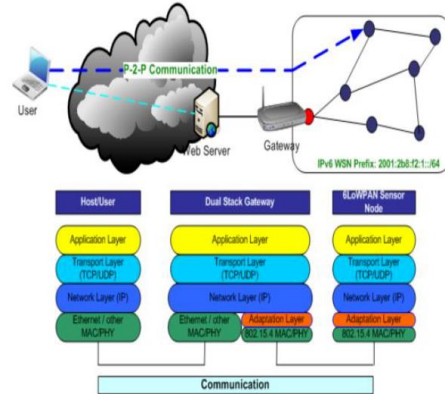 P-2-P Communication
User
Web Server
Gateway
IPv6 WSN Prefix: 2001:2b8:f2:1::/64
Host/User
Dual Stack Gateway
6LoWPAN Sensor
Node
Application Layer
Application Layer
Application Layer
Transport Layer
(TCP/UDP)
Transport Layer
(TCP/UDP)
Transport Layer
(TCP/UDP)
Network Layer (IP)
Network Layer (IP)
Network Layer (IP)
Ethernet / other
MAC/PHY
Ethernet / other
MAC/PHY
Adaptation Layer
802.15.4 MAC/PHY
Adaptation Layer
802.15.4 MAC/PHY
Communication